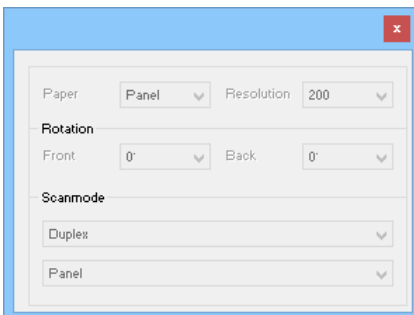 x
Paper Panel Resolution 200
Rotation
Front 0° Back 0°
Scanmode
Duplex
Panel